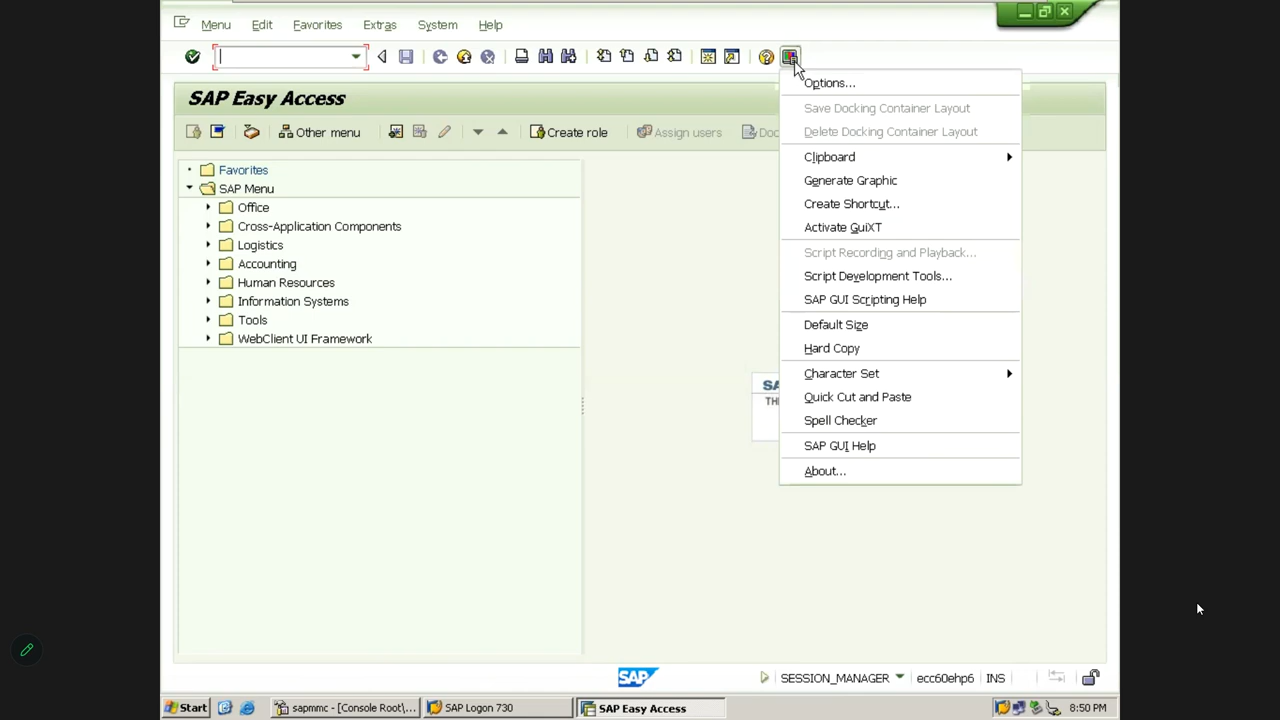 Menu Edit Favorites Extras System Help
SAP Easy Access
Other menu Create role Assign users
Favorites
SAP Menu
Office
Cross-Application Components
Logistics
Accounting
Human Resources
Information Systems
Tools
WebClient UI Framework
Options...
Save Docking Container Layout
Delete Docking Container Layout
Clipboard
Generate Graphic
Create Shortcut...
Activate GuiXT
Script Recording and Playback...
Script Development Tools...
SAP GUI Scripting Help
Default Size
Hard Copy
Character Set
Quick Cut and Paste
Spell Checker
SAP GUI Help
About...
SAP SESSION_MANAGER ecc60ehp6 INS
Start sapmmc - [Console Root\... SAP Logon 730 SAP Easy Access 8:50 PM